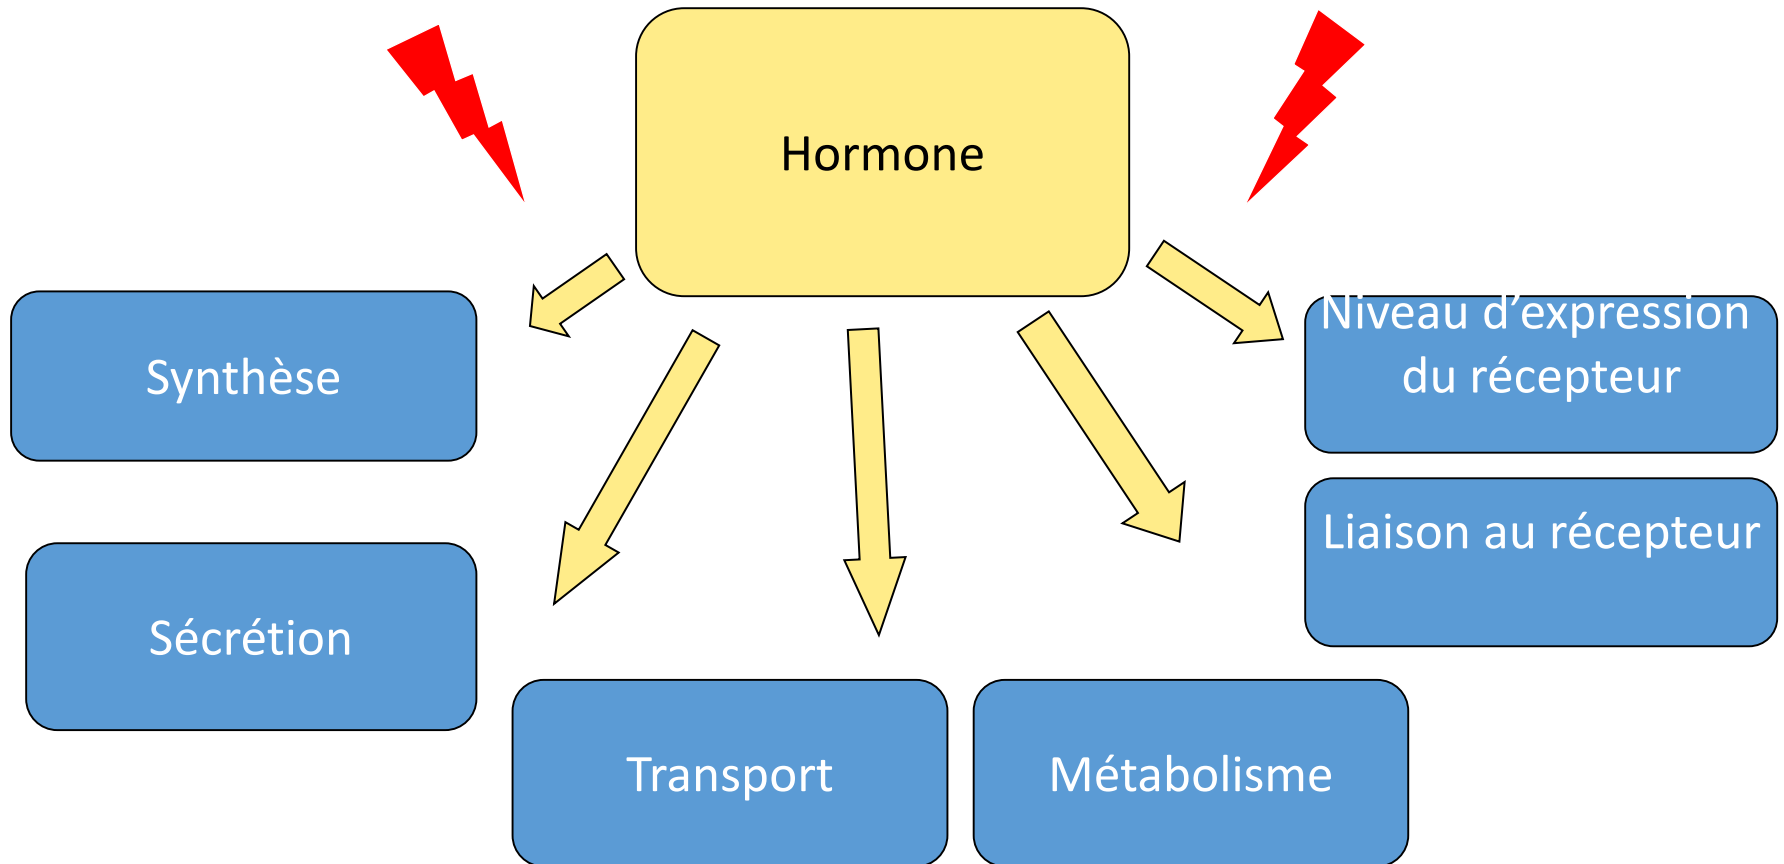 Hormone
Niveau d’expression
du récepteur
Synthèse
Liaison au récepteur
Sécrétion
Transport
Métabolisme